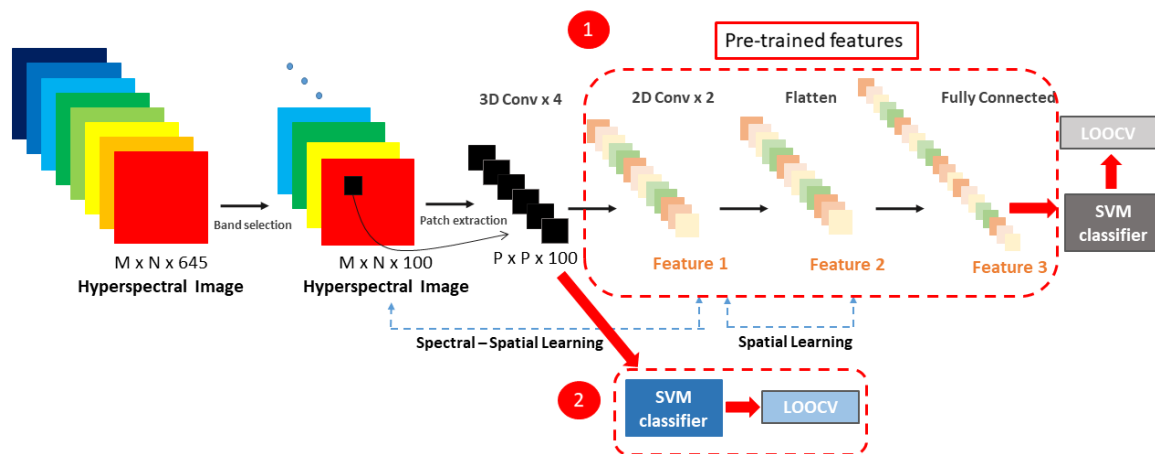 1
Pre-trained features
3D Conv x 4
2D Conv x 2
Flatten
Fully Connected
LOOCV
SVM
classifier
Band selection
Patch extraction
M x N x 645
Hyperspectral Image
M x N x 100
Hyperspectral Image
P x P x 100
Feature 1
Feature 2
Feature 3
Spectral – Spatial Learning
Spatial Learning
2
SVM
classifier
LOOCV